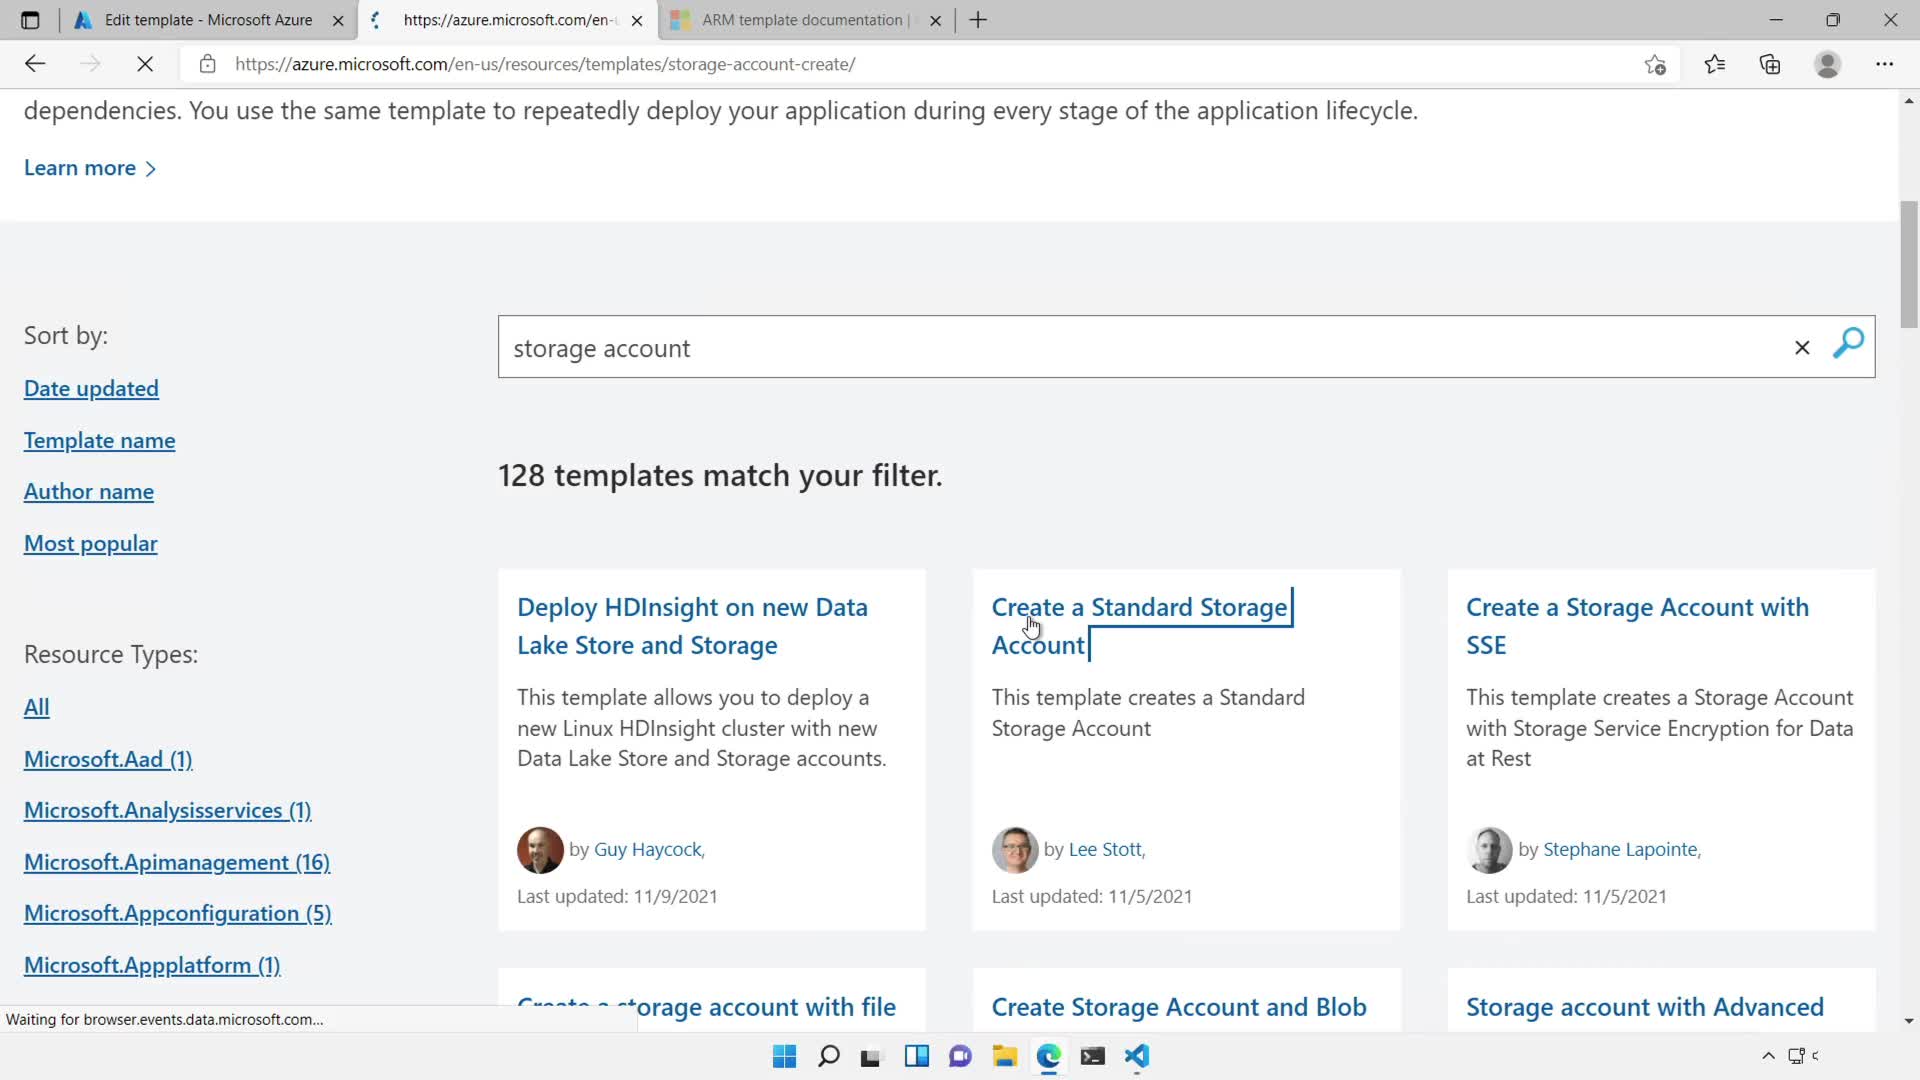 Edit template - Microsoft Azure
https://azure.microsoft.com/en-
ARM template documentation |
https://azure.microsoft.com/en-us/resources/templates/storage-account-create/
dependencies. You use the same template to repeatedly deploy your application during every stage of the application lifecycle.
Learn more
Sort by:
Date updated
Template name
Author name
Most popular
Resource Types:
All
Microsoft.Aad (1)
Microsoft.Analysisservices (1)
Microsoft.Apimanagement (16)
Microsoft.Appconfiguration (5)
Microsoft.Appplatform (1)
storage account
128 templates match your filter.
Deploy HDInsight on new Data
Lake Store and Storage
This template allows you to deploy a
new Linux HDInsight cluster with new
Data Lake Store and Storage accounts.
by Guy Haycock,
Last updated: 11/9/2021
Create a Standard Storage
Account
This template creates a Standard
Storage Account
by Lee Stott,
Last updated: 11/5/2021
Create a Storage Account with
SSE
This template creates a Storage Account
with Storage Service Encryption for Data
at Rest
by Stephane Lapointe,
Last updated: 11/5/2021
Create a storage account with file
Create Storage Account and Blob
Storage account with Advanced
Waiting for browser.events.data.microsoft.com...